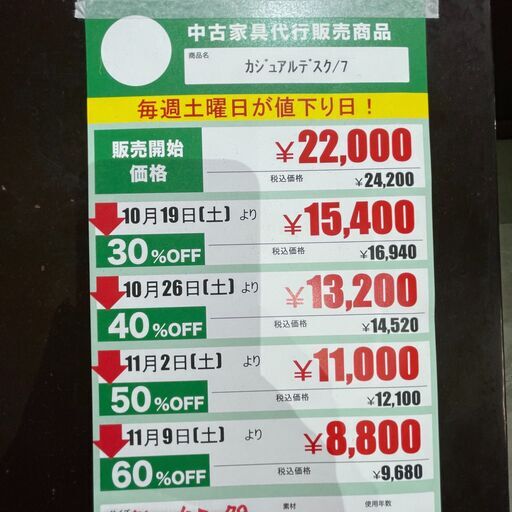 中古家具代行販売商品
商品名
カジュアルデスク/7
毎週土曜日が値下り日！
販売開始
価格
¥22,000
税込価格 ¥24,200
10月19日(土) より
¥15,400
30%OFF
税込価格 ¥16,940
10月26日(土) より
¥13,200
40%OFF
税込価格 ¥14,520
11月2日(土) より
¥11,000
50%OFF
税込価格 ¥12,100
11月9日(土) より
¥8,800
60%OFF
税込価格 ¥9,680
サイズ 素材 使用年数